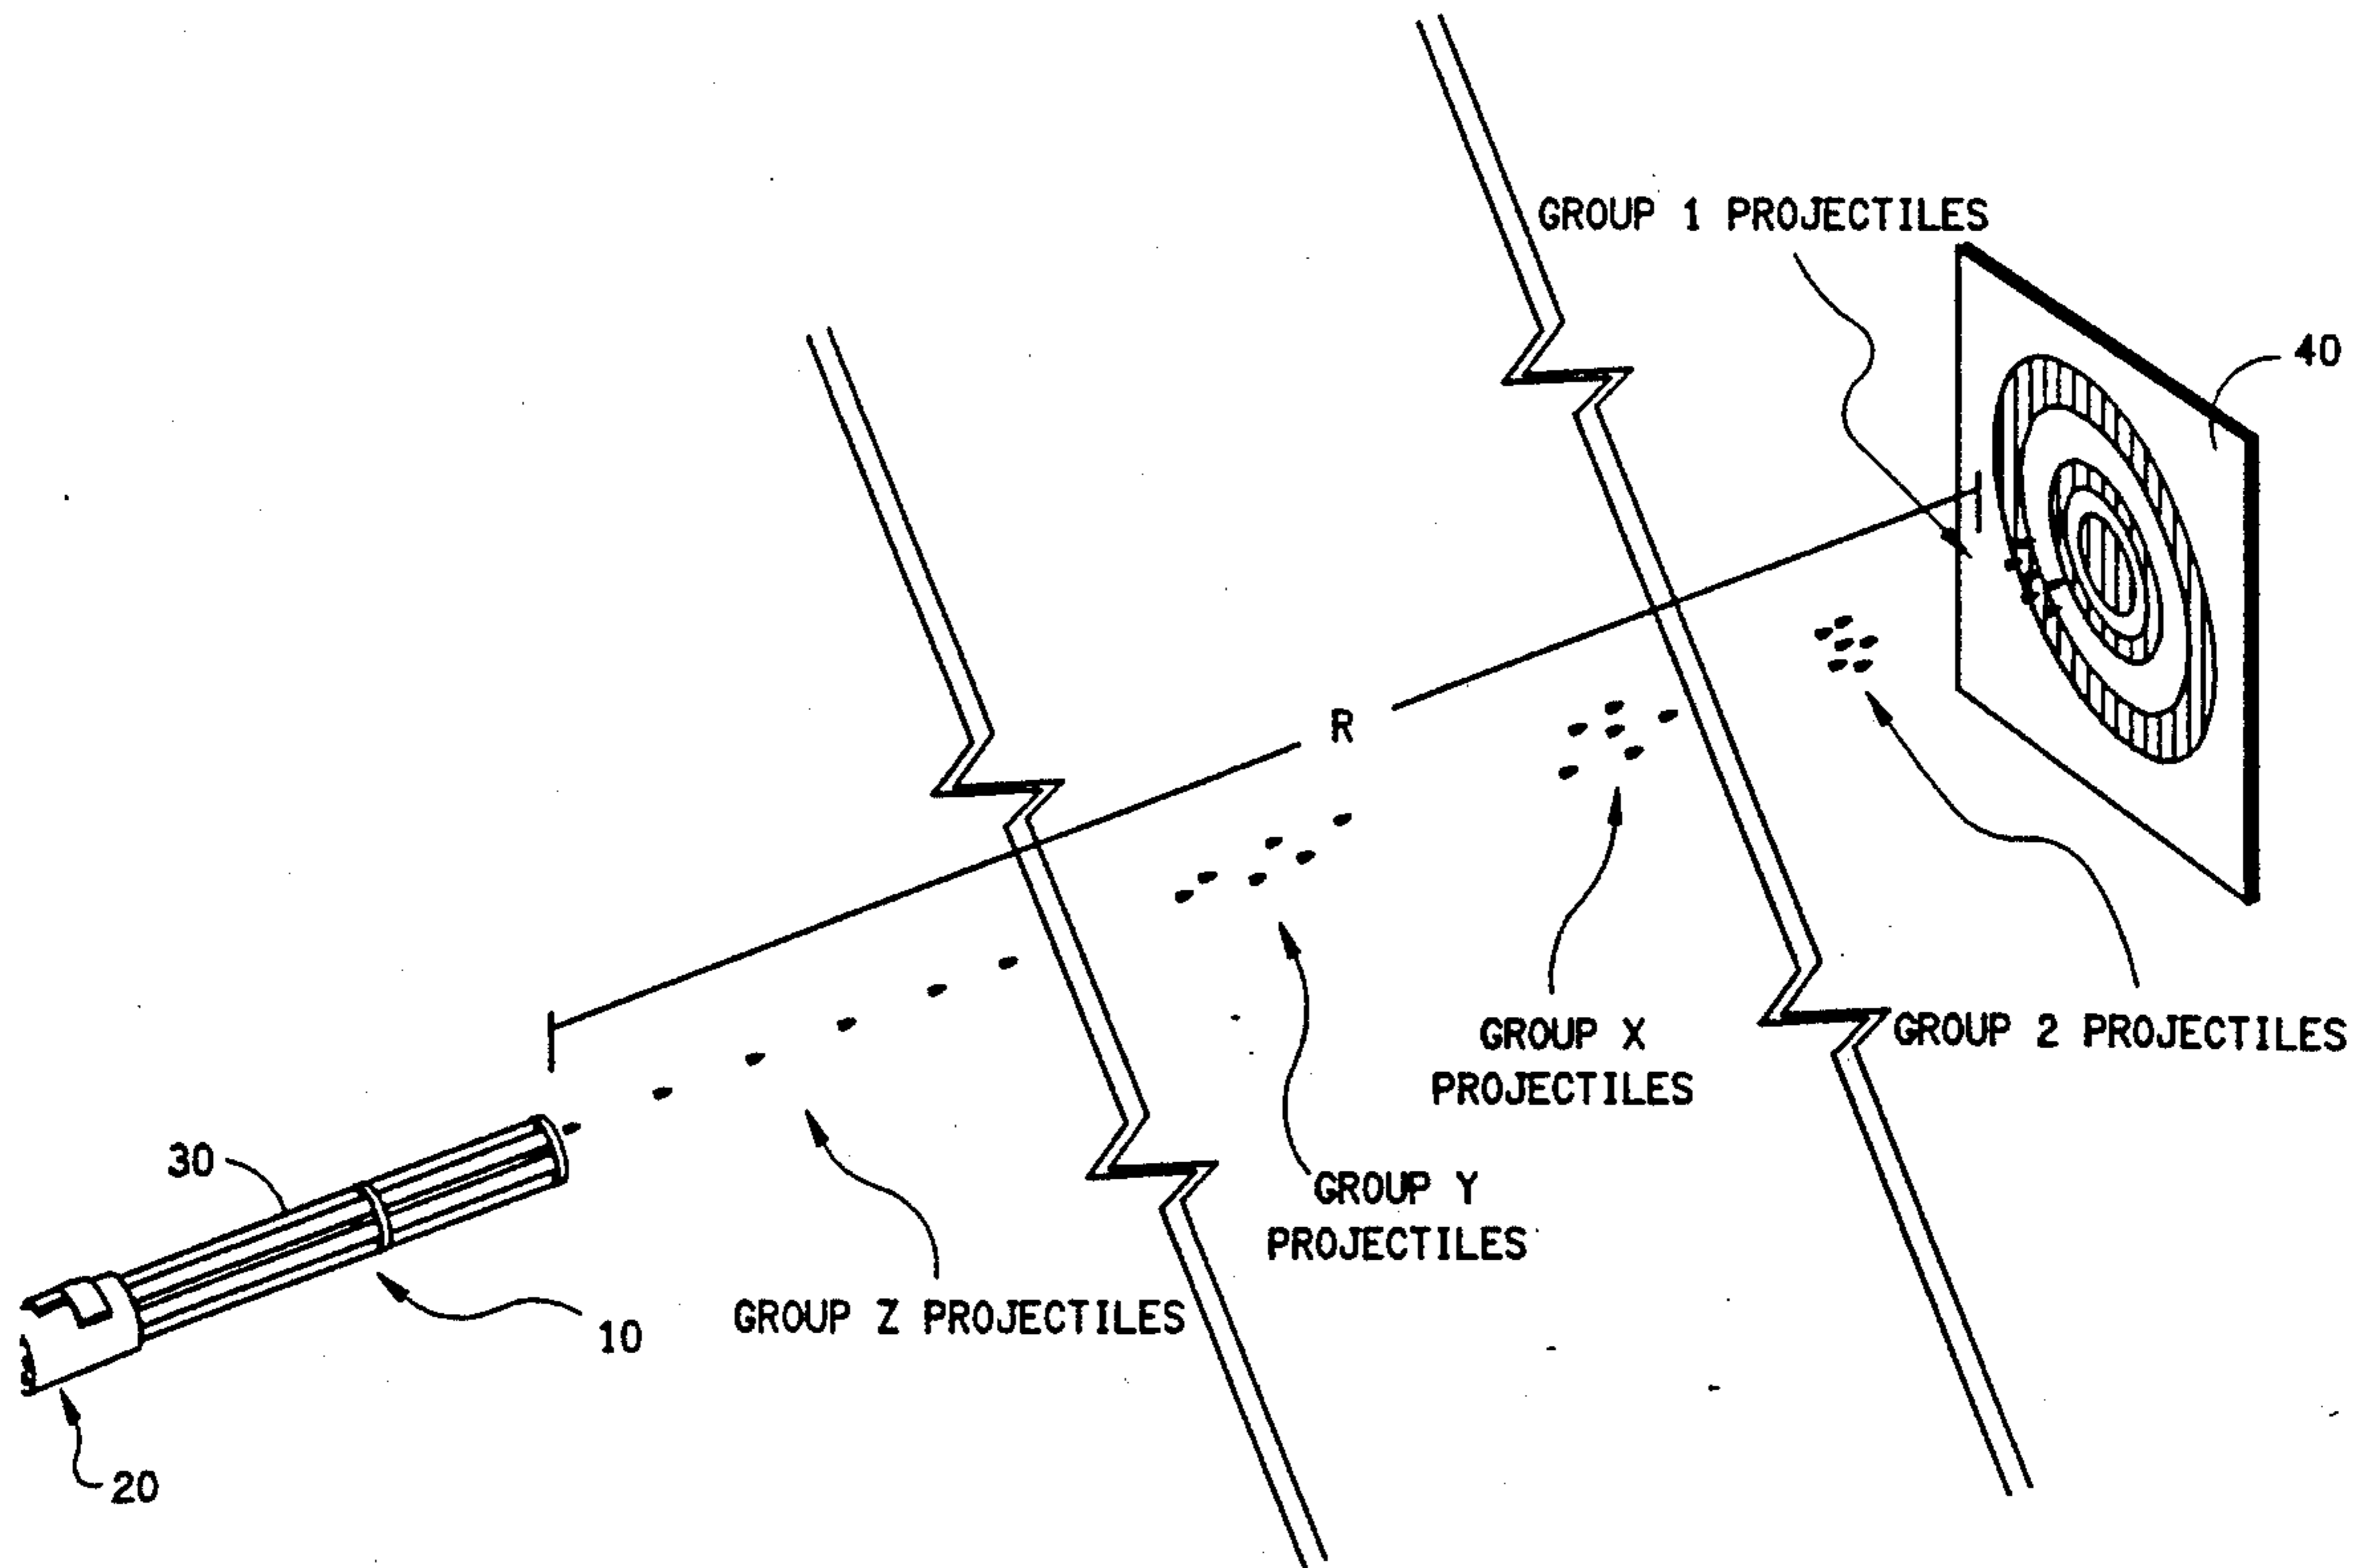 GROUP 1 PROJECTILES
40
R
GROUP X
PROJECTILES
GROUP 2 PROJECTILES
30
GROUP Y
PROJECTILES
GROUP Z PROJECTILES
10
20